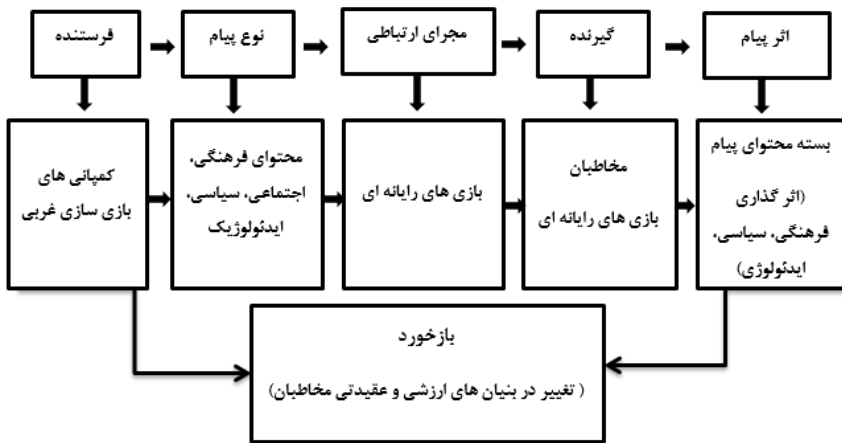 فرستنده
نوع پیام
مجرای ارتباطی
گیرنده
اثر پیام
کمپانی های
بازی سازی غربی
محتوای فرهنگی،
اجتماعی، سیاسی،
ایدئولوژیک
بازی های رایانه ای
مخاطبان
بازی های رایانه ای
بسته محتوای پیام
(اثر گذاری
فرهنگی، سیاسی،
ایدئولوژی)
بازخورد
( تغییر در بنیان های ارزشی و عقیدتی مخاطبان)